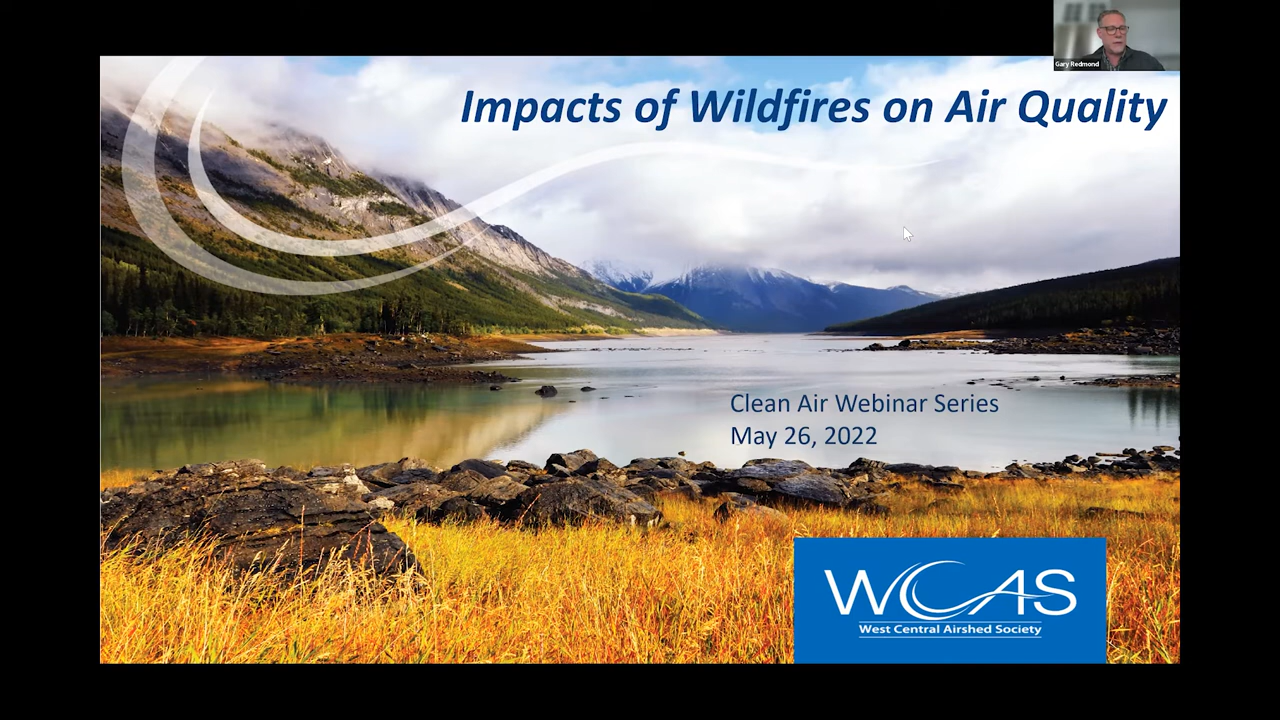 Gary Redmond
Impacts of Wildfires on Air Quality
Clean Air Webinar Series
May 26, 2022
WCAS
West Central Airshed Society